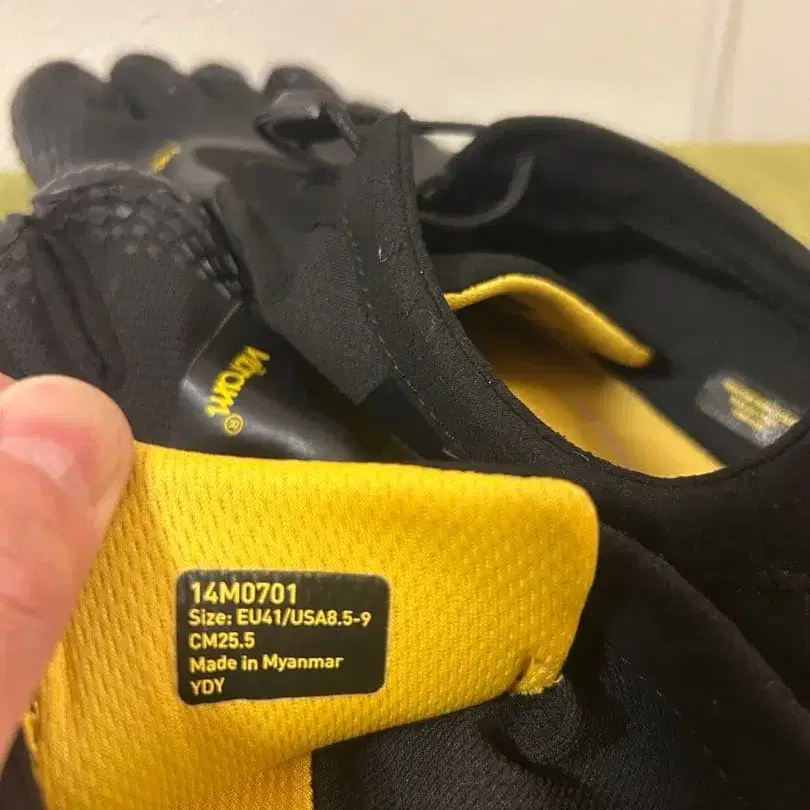 vibram®
14M0701
Size: EU41/USA8.5-9
CM25.5
Made in Myanmar
YDY